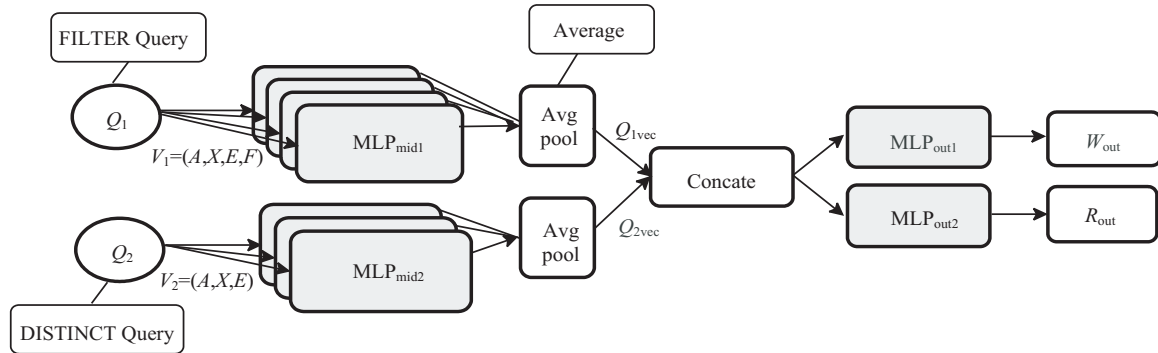 FILTER Query
Average
Q1
V1=(A,X,E,F)
MLPmid1
Avg
pool
Q1vec
MLPout1
Wout
Concate
Q2
V2=(A,X,E)
MLPmid2
Avg
pool
Q2vec
MLPout2
Rout
DISTINCT Query